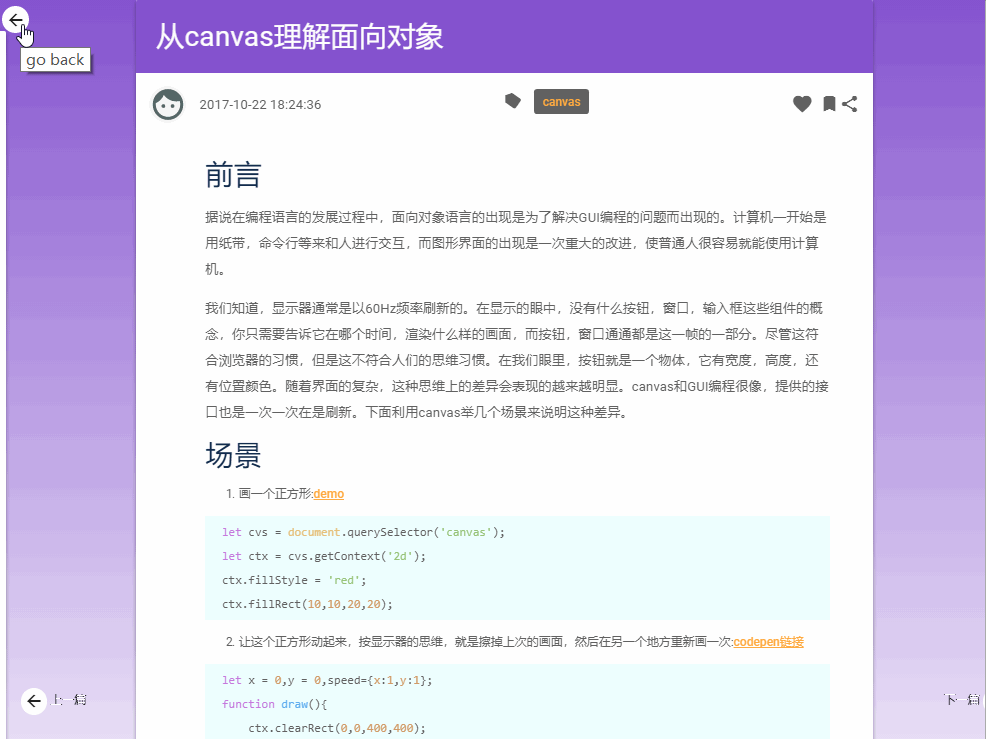 从canvas理解面向对象
go back
2017-10-22 18:24:36
canvas
前言
据说在编程语言的发展过程中，面向对象语言的出现是为了解决GUI编程的问题而出现的。计算机一开始是
用纸带，命令行等来和人进行交互，而图形界面的出现是一次重大的改进，使普通人很容易就能使用计算
机。
我们知道，显示器通常是以60Hz频率刷新的。在显示的眼中，没有什么按钮，窗口，输入框这些组件的概
念，你只需要告诉它在哪个时间，渲染什么样的画面，而按钮，窗口通通都是这一帧的一部分。尽管这符
合浏览器的习惯，但是这不符合人们的思维习惯。在我们眼里，按钮就是一个物体，它有宽度，高度，还
有位置颜色。随着界面的复杂，这种思维上的差异会表现的越来越明显。canvas和GUI编程很像，提供的接
口也是一次一次在是刷新。下面利用canvas举几个场景来说明这种差异。
场景
1. 画一个正方形:demo
let cvs = document.querySelector('canvas');
let ctx = cvs.getContext('2d');
ctx.fillStyle = 'red';
ctx.fillRect(10,10,20,20);
2. 让这个正方形动起来，按显示器的思维，就是擦掉上次的画面，然后在另一个地方重新画一次:codepen链接
let x = 0,y = 0,speed={x:1,y:1};
function draw(){
ctx.clearRect(0,0,400,400);
上一篇
下一篇